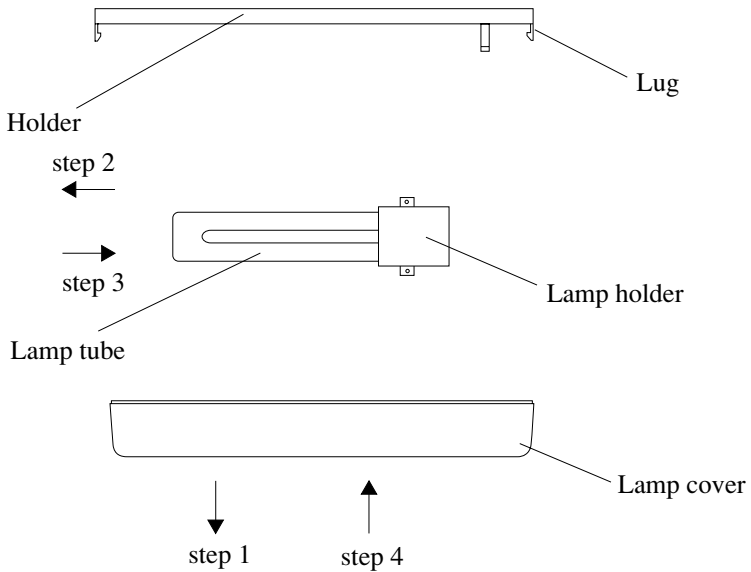 Lug
Holder
step 2
step 3
Lamp holder
Lamp tube
Lamp cover
step 1
step 4